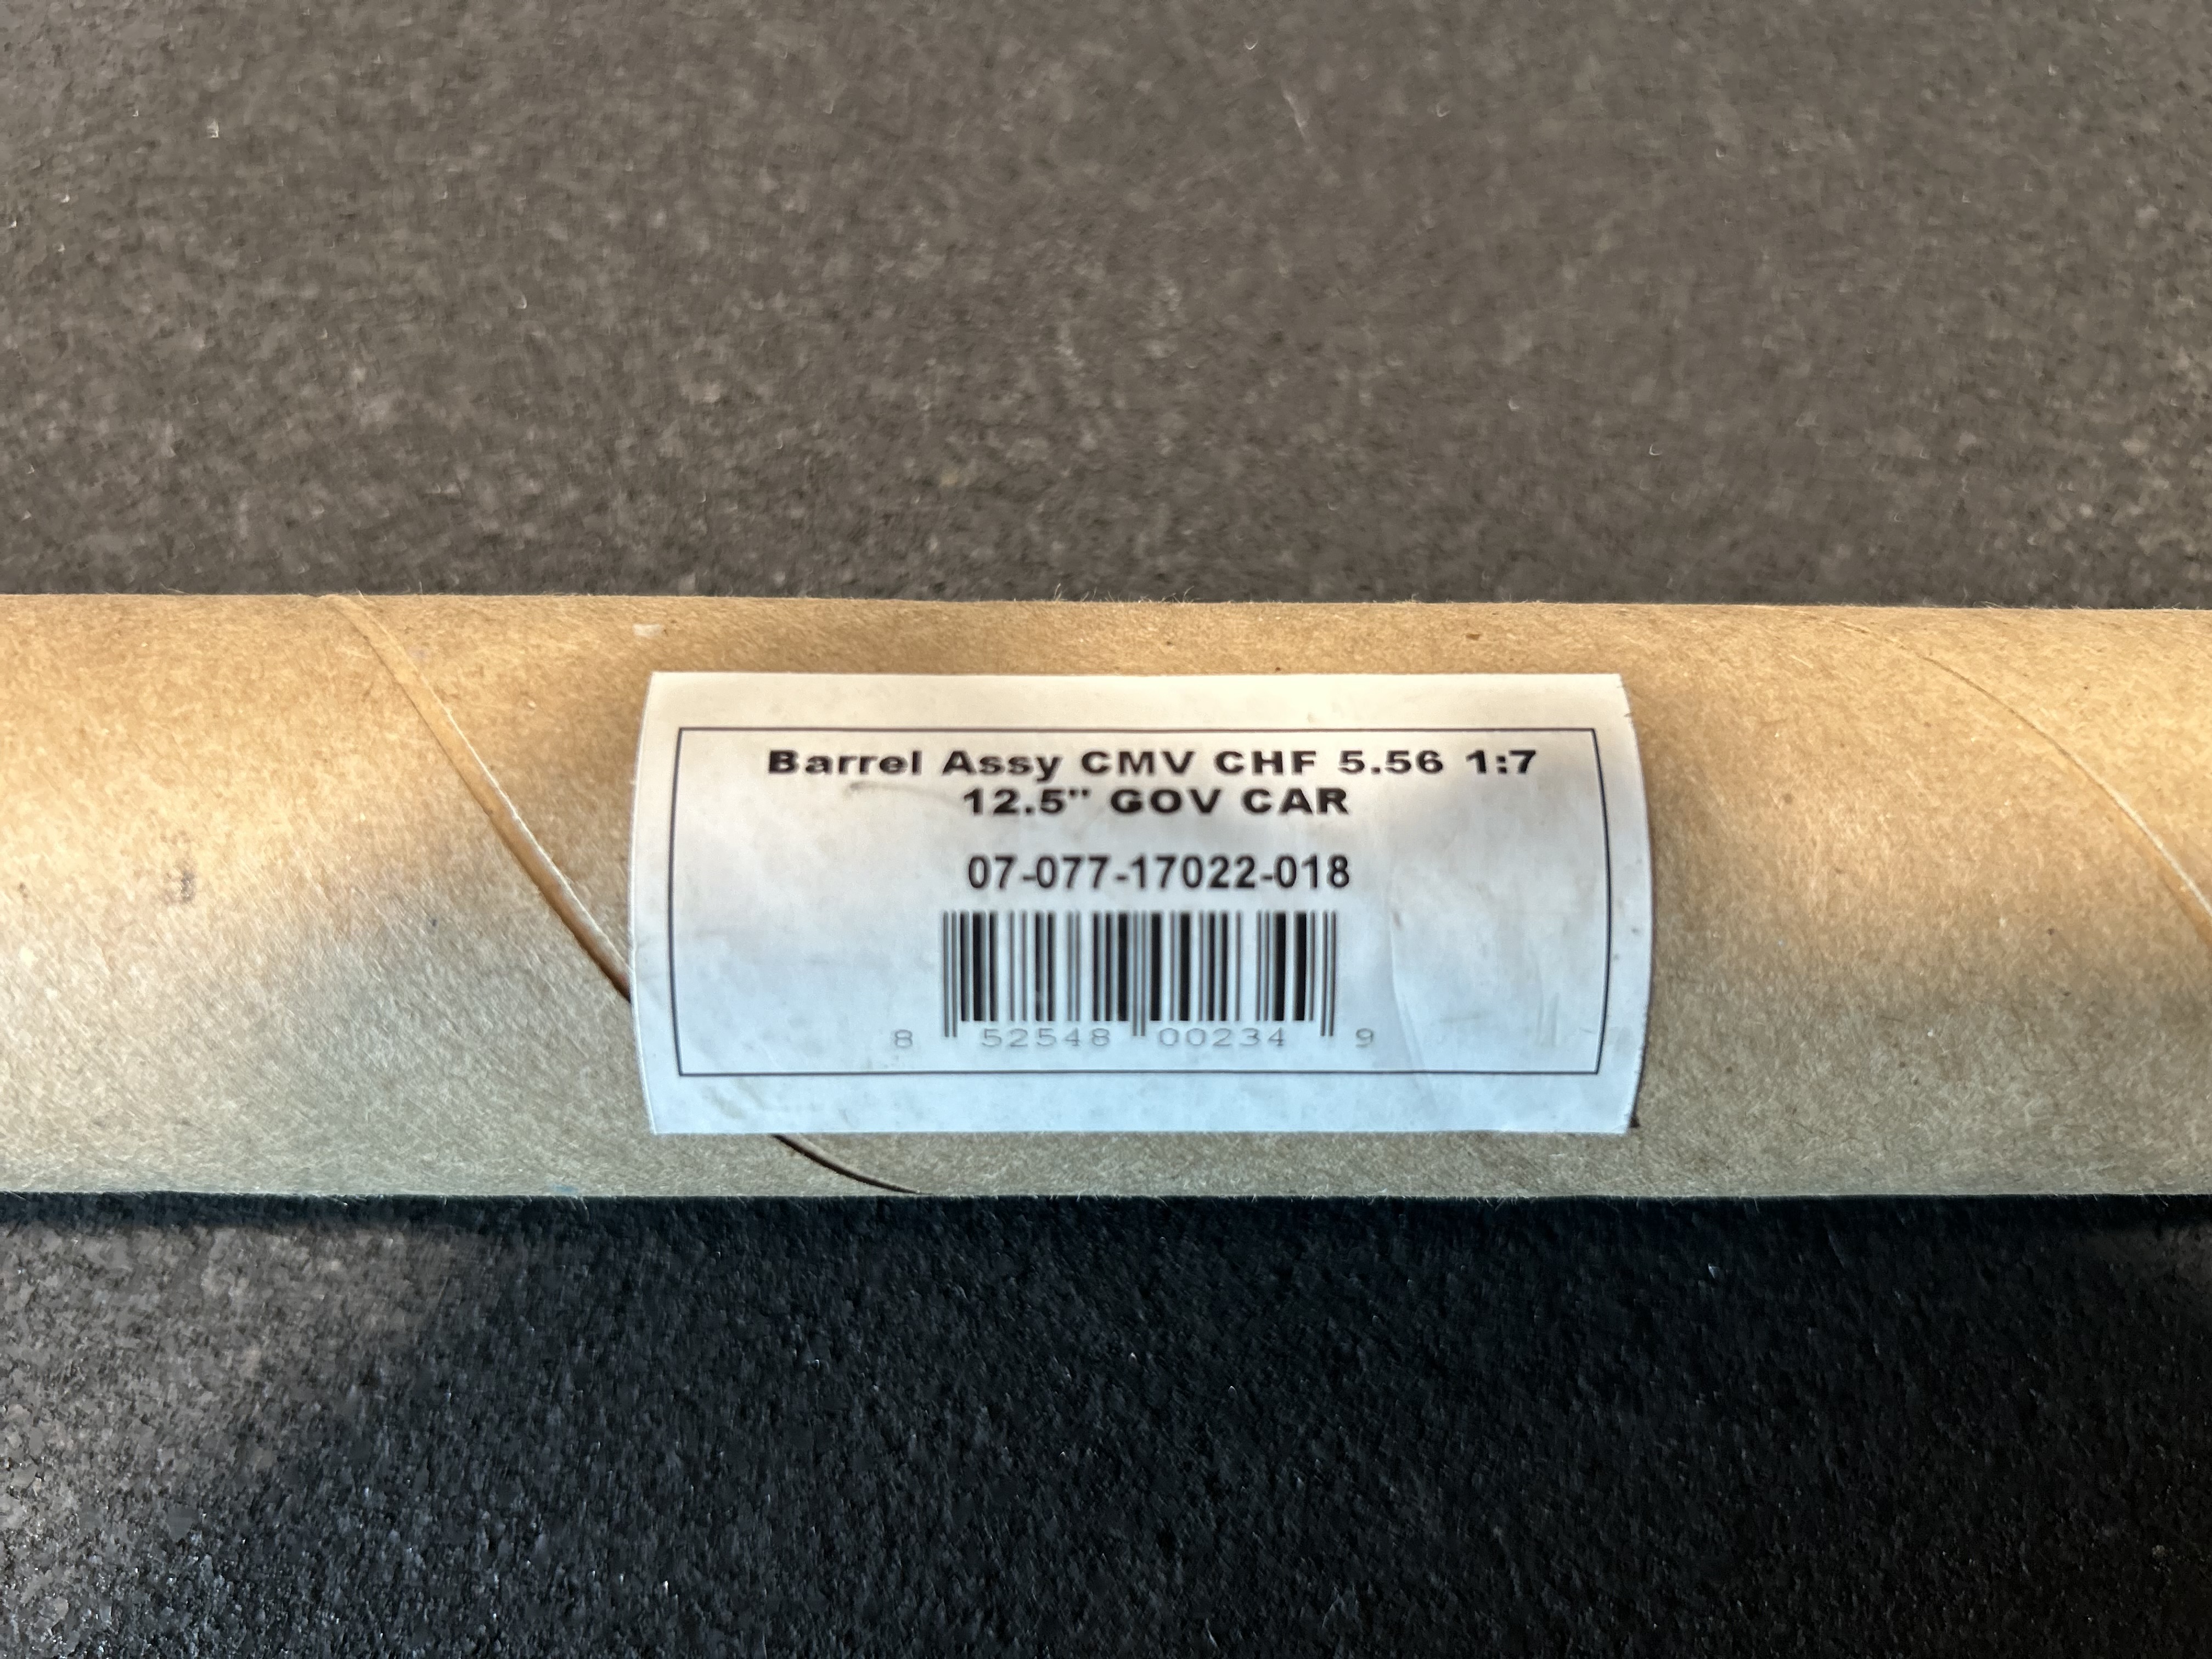 Barrel Assy CMV CHF 5.56 1:7
12.5" GOV CAR
07-077-17022-018
8 52548 00234 9